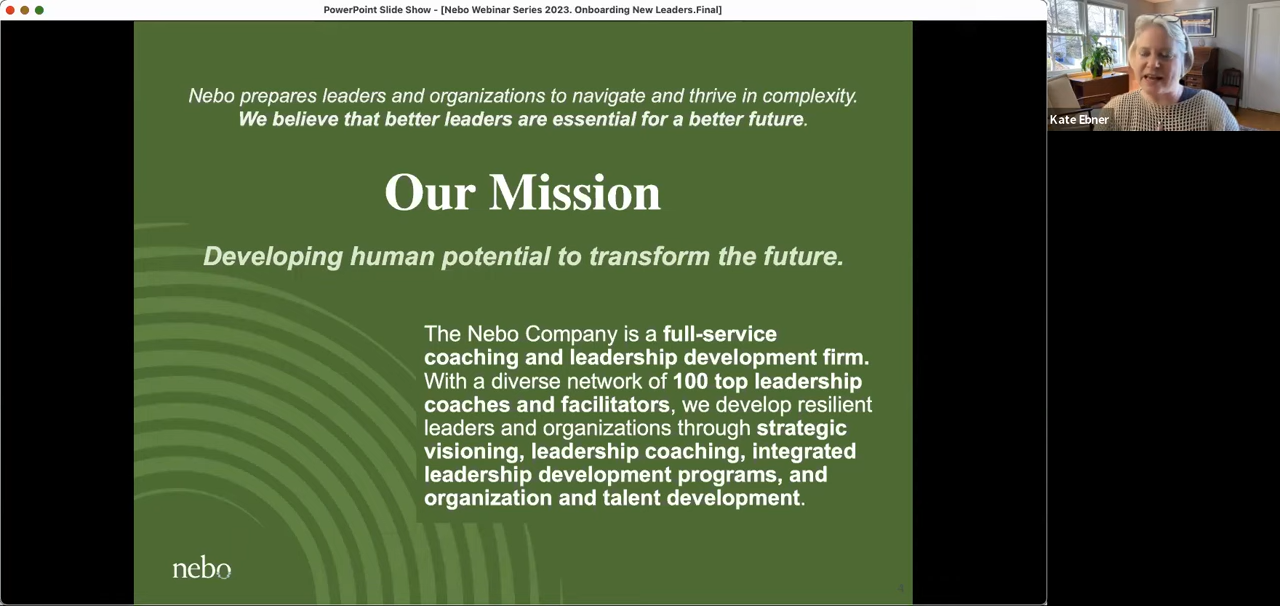 PowerPoint Slide Show - [Nebo Webinar Series 2023. Onboarding New Leaders.Final]
Nebo prepares leaders and organizations to navigate and thrive in complexity.
We believe that better leaders are essential for a better future.
Our Mission
Developing human potential to transform the future.
The Nebo Company is a full-service
coaching and leadership development firm.
With a diverse network of 100 top leadership
coaches and facilitators, we develop resilient
leaders and organizations through strategic
visioning, leadership coaching, integrated
leadership development programs, and
organization and talent development.
nebo
4
Kate Ebner